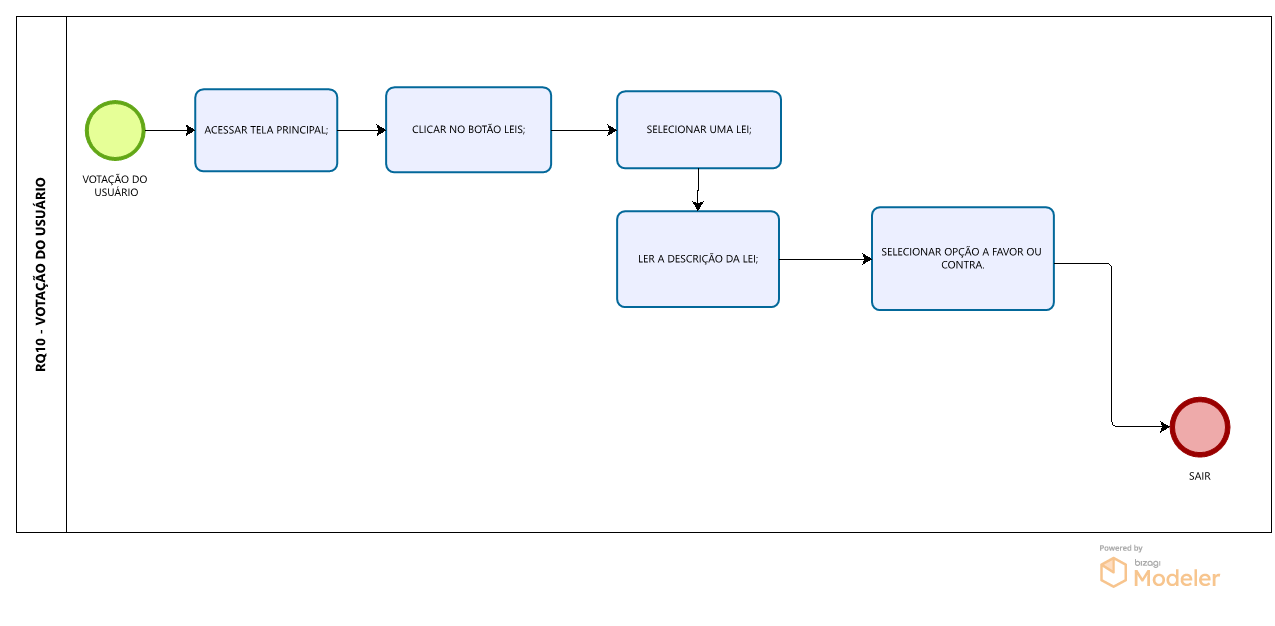 RQ10 - VOTAÇÃO DO USUÁRIO
VOTAÇÃO DO
USUÁRIO
ACESSAR TELA PRINCIPAL;
CLICAR NO BOTÃO LEIS;
SELECIONAR UMA LEI;
LER A DESCRIÇÃO DA LEI;
SELECIONAR OPÇÃO A FAVOR OU
CONTRA.
SAIR
Powered by
bizagi
Modeler